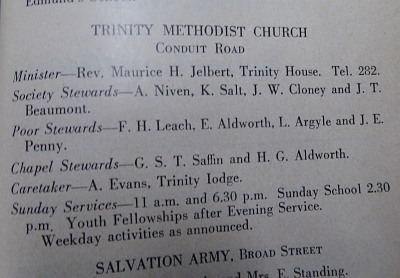 TRINITY METHODIST CHURCH
CONDUIT ROAD
Minister—Rev. Maurice H. Jelbert, Trinity House. Tel. 282.
Society Stewards—A. Niven, K. Salt, J. W. Cloney and J. T.
Beaumont.
Poor Stewards—F. H. Leach, E. Aldworth, L. Argyle and J. E.
Penny.
Chapel Stewards—G. S. T. Saffin and H. G. Aldworth.
Caretaker—A. Evans, Trinity Lodge.
Sunday Services—11 a.m. and 6.30 p.m. Sunday School 2.30
p.m. Youth Fellowships after Evening Service.
Weekday activities as announced.
SALVATION ARMY, BROAD STREET
and Mrs. E. Standing.